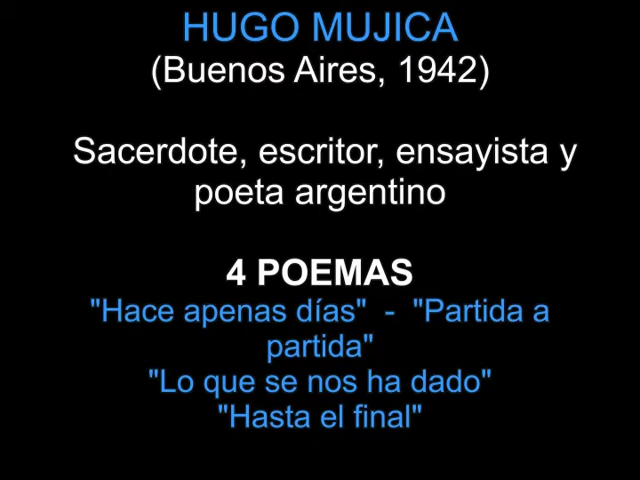 HUGO MUJICA
(Buenos Aires, 1942)
Sacerdote, escritor, ensayista y
poeta argentino
4 POEMAS
"Hace apenas días"  -  "Partida a
partida"
"Lo que se nos ha dado"
"Hasta el final"